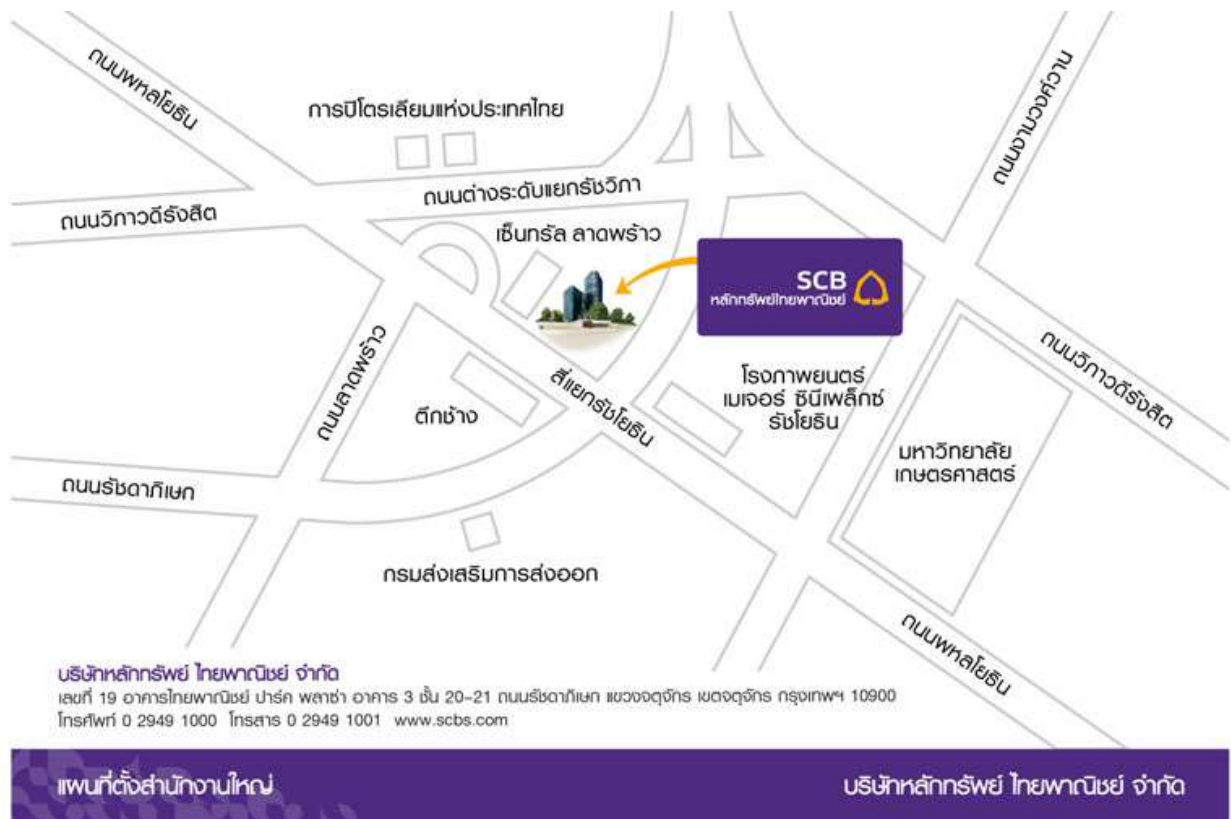 ถนนพหลโยธิน
การปิโตรเลียมแห่งประเทศไทย
ถนนงามวงศ์วาน
ถนนต่างระดับแยกรัชวิภา
ถนนวิภาวดีรังสิต
เซ็นทรัล ลาดพร้าว
SCB
หลักทรัพย์ไทยพาณิชย์
ถนนลาดพร้าว
สี่แยกรัชโยธิน
ถนนวิภาวดีรังสิต
โรงภาพยนตร์
เมเจอร์ ซินีเพล็กซ์
รัชโยธิน
ตึกช้าง
มหาวิทยาลัย
เกษตรศาสตร์
ถนนรัชดาภิเษก
กรมส่งเสริมการส่งออก
ถนนพหลโยธิน
บริษัทหลักทรัพย์ ไทยพาณิชย์ จำกัด
เลขที่ 19 อาคารไทยพาณิชย์ ปาร์ค พลาซ่า อาคาร 3 ชั้น 20-21 ถนนรัชดาภิเษก แขวงจตุจักร เขตจตุจักร กรุงเทพฯ 10900
โทรศัพท์ 0 2949 1000 โทรสาร 0 2949 1001 www.scbs.com
แผนที่ตั้งสำนักงานใหญ่
บริษัทหลักทรัพย์ ไทยพาณิชย์ จำกัด